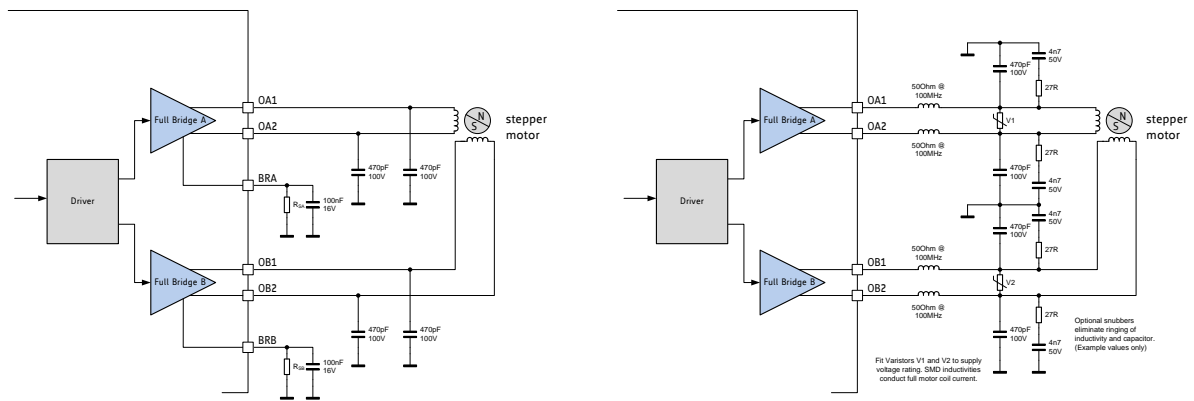 OA1
Full Bridge A
OA2
N
S
stepper
motor
470pF
100V
470pF
100V
BRA
RSA
100nF
16V
Driver
OB1
Full Bridge B
OB2
470pF
100V
470pF
100V
BRB
RSB
100nF
16V
4n7
50V
470pF
100V
27R
50Ohm @
100MHz
OA1
Full Bridge A
V1
OA2
N
S
stepper
motor
50Ohm @
100MHz
27R
470pF
100V
4n7
50V
Driver
4n7
50V
470pF
100V
27R
50Ohm @
100MHz
OB1
Full Bridge B
V2
OB2
50Ohm @
100MHz
27R
470pF
100V
4n7
50V
Optional snubbers
eliminate ringing of
inductivity and capacitor.
(Example values only)
Fit Varistors V1 and V2 to supply
voltage rating. SMD inductivities
conduct full motor coil current.